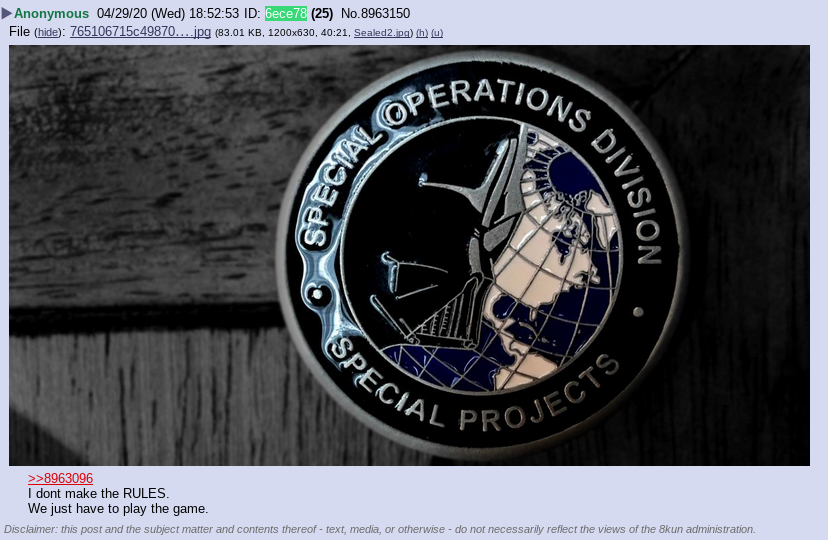 Anonymous 04/29/20 (Wed) 18:52:53 ID: 6ece78 (25) No.8963150
File (hide): 765106715c49870….jpg (83.01 KB, 1200x630, 40:21, Sealed2.jpg) (h) (u)
SPECIAL OPERATIONS DIVISION
SPECIAL PROJECTS
>>8963096
I dont make the RULES.
We just have to play the game.
Disclaimer: this post and the subject matter and contents thereof - text, media, or otherwise - do not necessarily reflect the views of the 8kun administration.